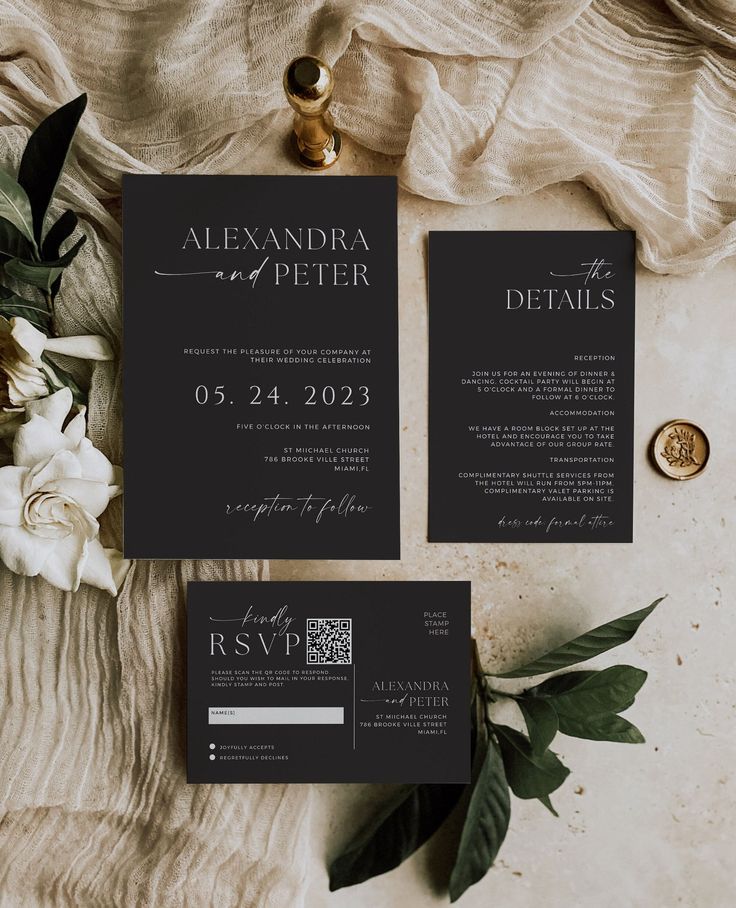 ALEXANDRA
and PETER
REQUEST THE PLEASURE OF YOUR COMPANY AT
THEIR WEDDING CELEBRATION
05. 24. 2023
FIVE O'CLOCK IN THE AFTERNOON
ST MIICHAEL CHURCH
786 BROOKE VILLE STREET
MIAMI,FL
reception to follow
the
DETAILS
RECEPTION
JOIN US FOR AN EVENING OF DINNER &
DANCING. COCKTAIL PARTY WILL BEGIN AT
5 O'CLOCK AND A FORMAL DINNER TO
FOLLOW AT 6 O'CLOCK.
ACCOMMODATION
WE HAVE A ROOM BLOCK SET UP AT THE
HOTEL AND ENCOURAGE YOU TO TAKE
ADVANTAGE OF OUR GROUP RATE.
TRANSPORTATION
COMPLIMENTARY SHUTTLE SERVICES FROM
THE HOTEL WILL RUN FROM 5PM-11PM.
COMPLIMENTARY VALET PARKING IS
AVAILABLE ON SITE.
dress code: formal attire
kindly
RSVP
PLEASE SCAN THE QR CODE TO RESPOND.
SHOULD YOU WISH TO MAIL IN YOUR RESPONSE,
KINDLY STAMP AND POST.
NAME(S)
JOYFULLY ACCEPTS
REGRETFULLY DECLINES
PLACE
STAMP
HERE
ALEXANDRA
and PETER
ST MIICHAEL CHURCH
786 BROOKE VILLE STREET
MIAMI,FL